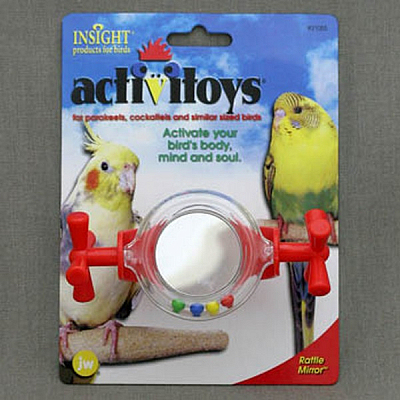 INSIGHT®
products for birds
activitoys®
for parakeets, cockatiels and similar sized birds
Activate your
bird's body,
mind and soul.
jw
Rattle
Mirror™